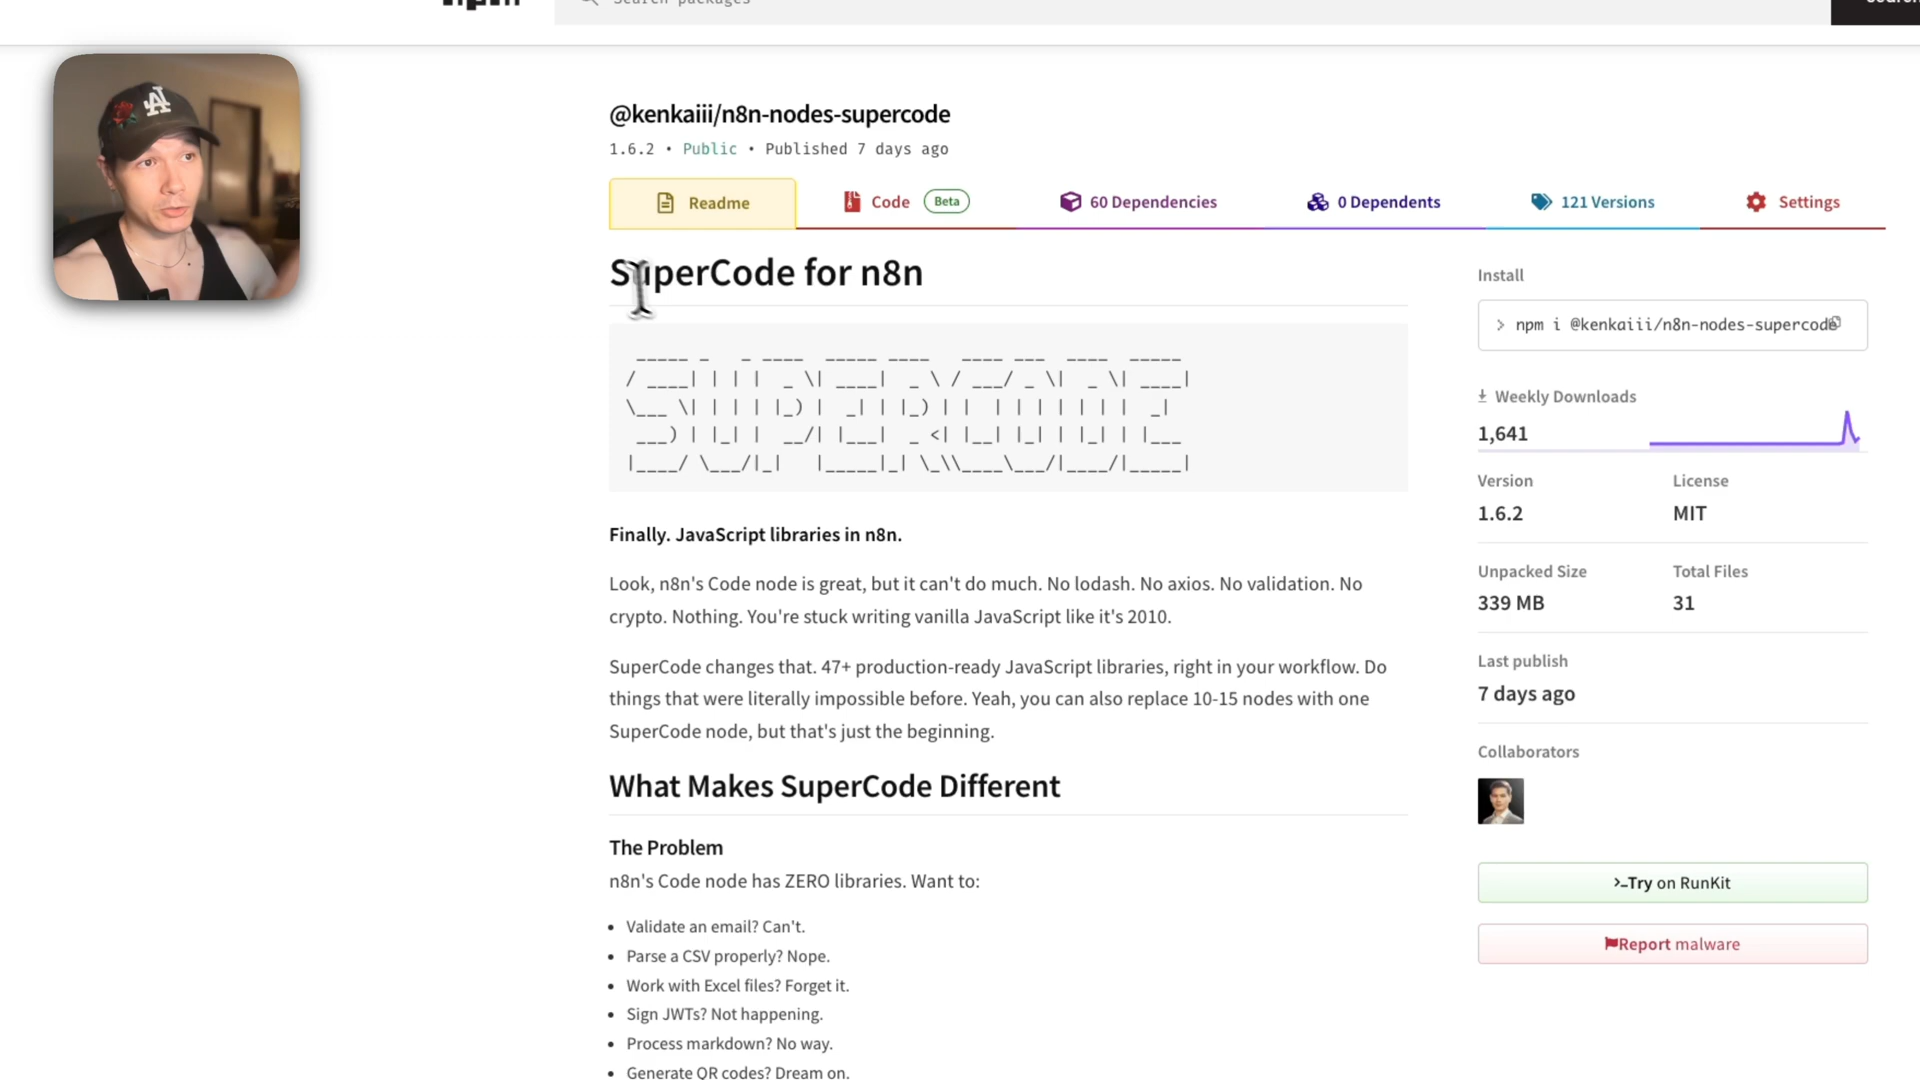 Search packages
@kenkaiii/n8n-nodes-supercode
1.6.2 • Public • Published 7 days ago
Readme
Code Beta
60 Dependencies
0 Dependents
121 Versions
Settings
SuperCode for n8n
Finally. JavaScript libraries in n8n.
Look, n8n's Code node is great, but it can't do much. No lodash. No axios. No validation. No
crypto. Nothing. You're stuck writing vanilla JavaScript like it's 2010.
SuperCode changes that. 47+ production-ready JavaScript libraries, right in your workflow. Do
things that were literally impossible before. Yeah, you can also replace 10-15 nodes with one
SuperCode node, but that's just the beginning.
What Makes SuperCode Different
The Problem
n8n's Code node has ZERO libraries. Want to:
• Validate an email? Can't.
• Parse a CSV properly? Nope.
• Work with Excel files? Forget it.
• Sign JWTs? Not happening.
• Process markdown? No way.
• Generate QR codes? Dream on.
Install
> npm i @kenkaiii/n8n-nodes-supercode
Weekly Downloads
1,641
Version
1.6.2
License
MIT
Unpacked Size
339 MB
Total Files
31
Last publish
7 days ago
Collaborators
>_Try on RunKit
Report malware